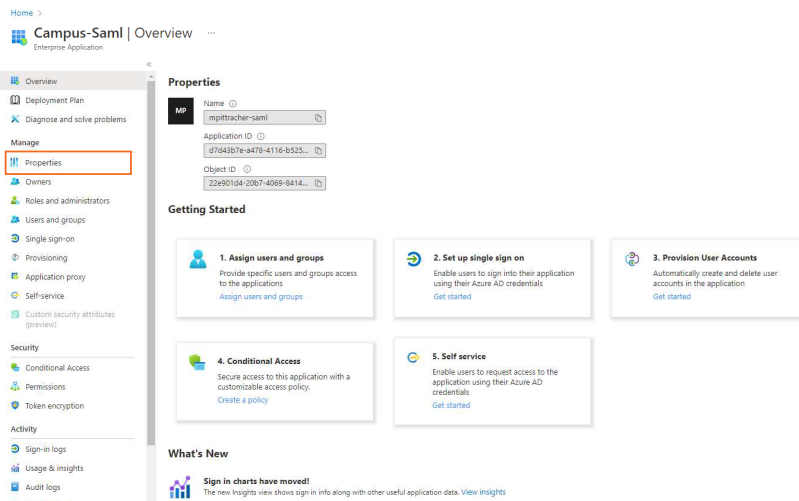 Home >
Campus-Saml | Overview ...
Enterprise Application
«
Overview
Deployment Plan
Diagnose and solve problems
Manage
Properties
Owners
Roles and administrators
Users and groups
Single sign-on
Provisioning
Application proxy
Self-service
Custom security attributes
(preview)
Security
Conditional Access
Permissions
Token encryption
Activity
Sign-in logs
Usage & insights
Audit logs
Properties
MP
Name
mpittracher-saml
Application ID
d7d43b7e-a478-4116-b525...
Object ID
22e901d4-20b7-4069-8414...
Getting Started
1. Assign users and groups
Provide specific users and groups access
to the applications
Assign users and groups
2. Set up single sign on
Enable users to sign into their application
using their Azure AD credentials
Get started
3. Provision User Accounts
Automatically create and delete user
accounts in the application
Get started
4. Conditional Access
Secure access to this application with a
customizable access policy.
Create a policy
5. Self service
Enable users to request access to the
application using their Azure AD
credentials
Get started
What's New
Sign in charts have moved!
The new Insights view shows sign in info along with other useful application data. View insights